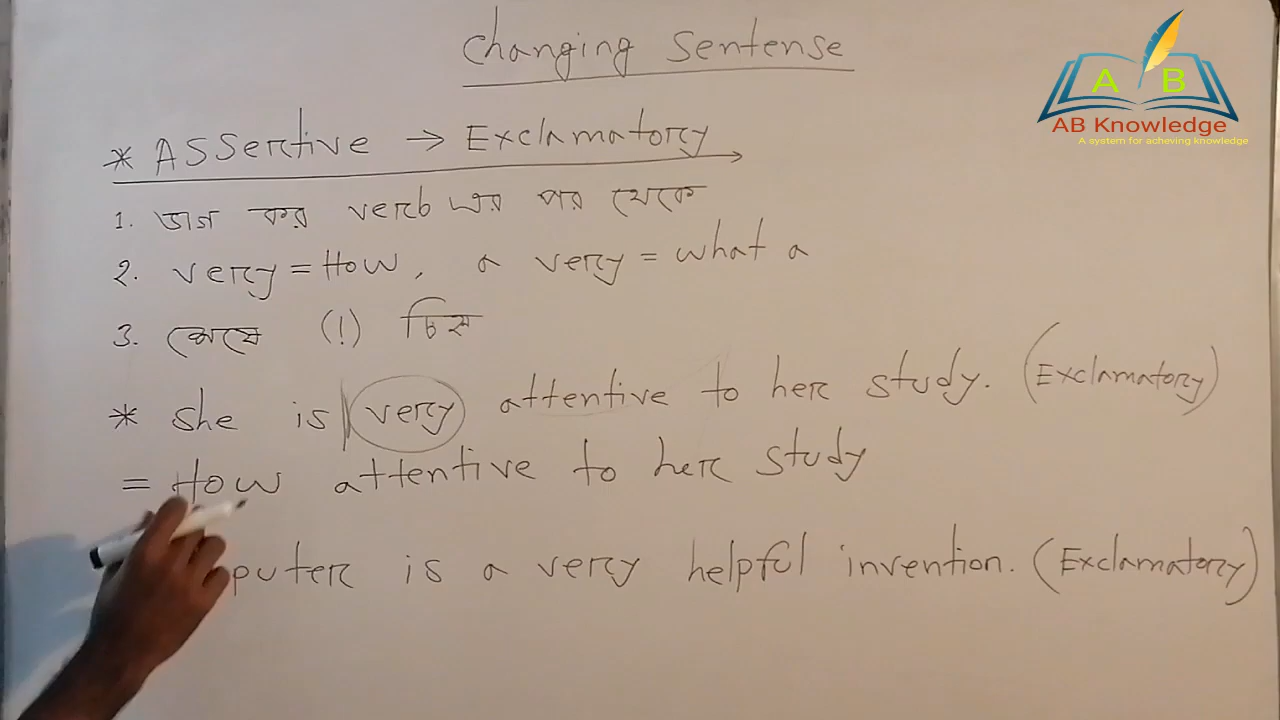 Changing Sentense
A B
AB Knowledge
A system for acheving knowledge
* Assertive → Exclamatory
1. ভাগ কর verb এর পর থেকে
2. very = How, a very = what a
3. শেষে (!) চিহ্ন
* She is very attentive to her study. (Exclamatory)
= How attentive to her study
puter is a very helpful invention. (Exclamatory)